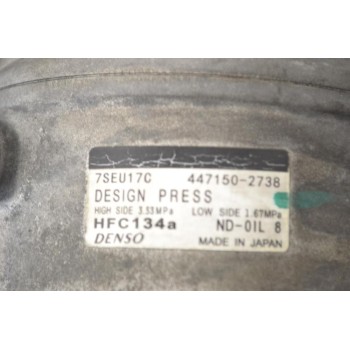 7SEU17C 447150-2738
DESIGN PRESS
HIGH SIDE 3.53MPa LOW SIDE 1.67MPa
HFC134a ND-OIL 8
DENSO MADE IN JAPAN